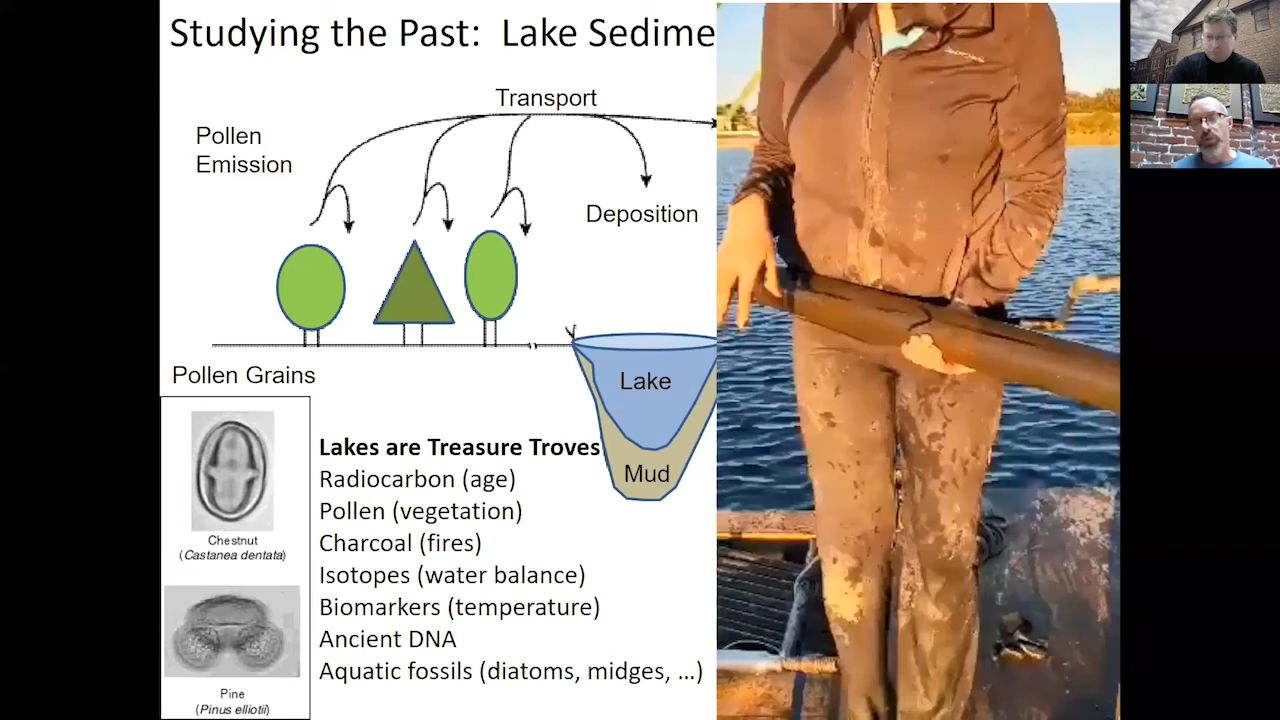 Studying the Past: Lake Sedime
Transport
Pollen
Emission
Deposition
Lake
Mud
Pollen Grains
Chestnut
(Castanea dentata)
Pine
(Pinus elliotii)
Lakes are Treasure Troves
Radiocarbon (age)
Pollen (vegetation)
Charcoal (fires)
Isotopes (water balance)
Biomarkers (temperature)
Ancient DNA
Aquatic fossils (diatoms, midges, …)